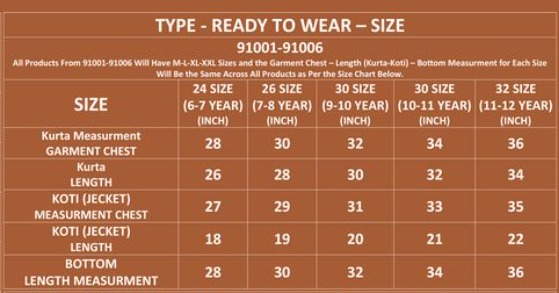 TYPE - READY TO WEAR – SIZE
91001-91006
All Products From 91001-91006 Will Have M-L-XL-XXL Sizes and the Garment Chest – Length (Kurta-Koti) – Bottom Measurment for Each Size
Will Be the Same Across All Products as Per the Size Chart Below.
SIZE 24 SIZE (6-7 YEAR) (INCH) 26 SIZE (7-8 YEAR) (INCH) 30 SIZE (9-10 YEAR) (INCH) 30 SIZE (10-11 YEAR) (INCH) 32 SIZE (11-12 YEAR) (INCH)
Kurta Measurment
GARMENT CHEST 28 30 32 34 36
Kurta
LENGTH 26 28 30 32 34
KOTI (JECKET)
MEASURMENT CHEST 27 29 31 33 35
KOTI (JECKET)
LENGTH 18 19 20 21 22
BOTTOM
LENGTH MEASURMENT 28 30 32 34 36